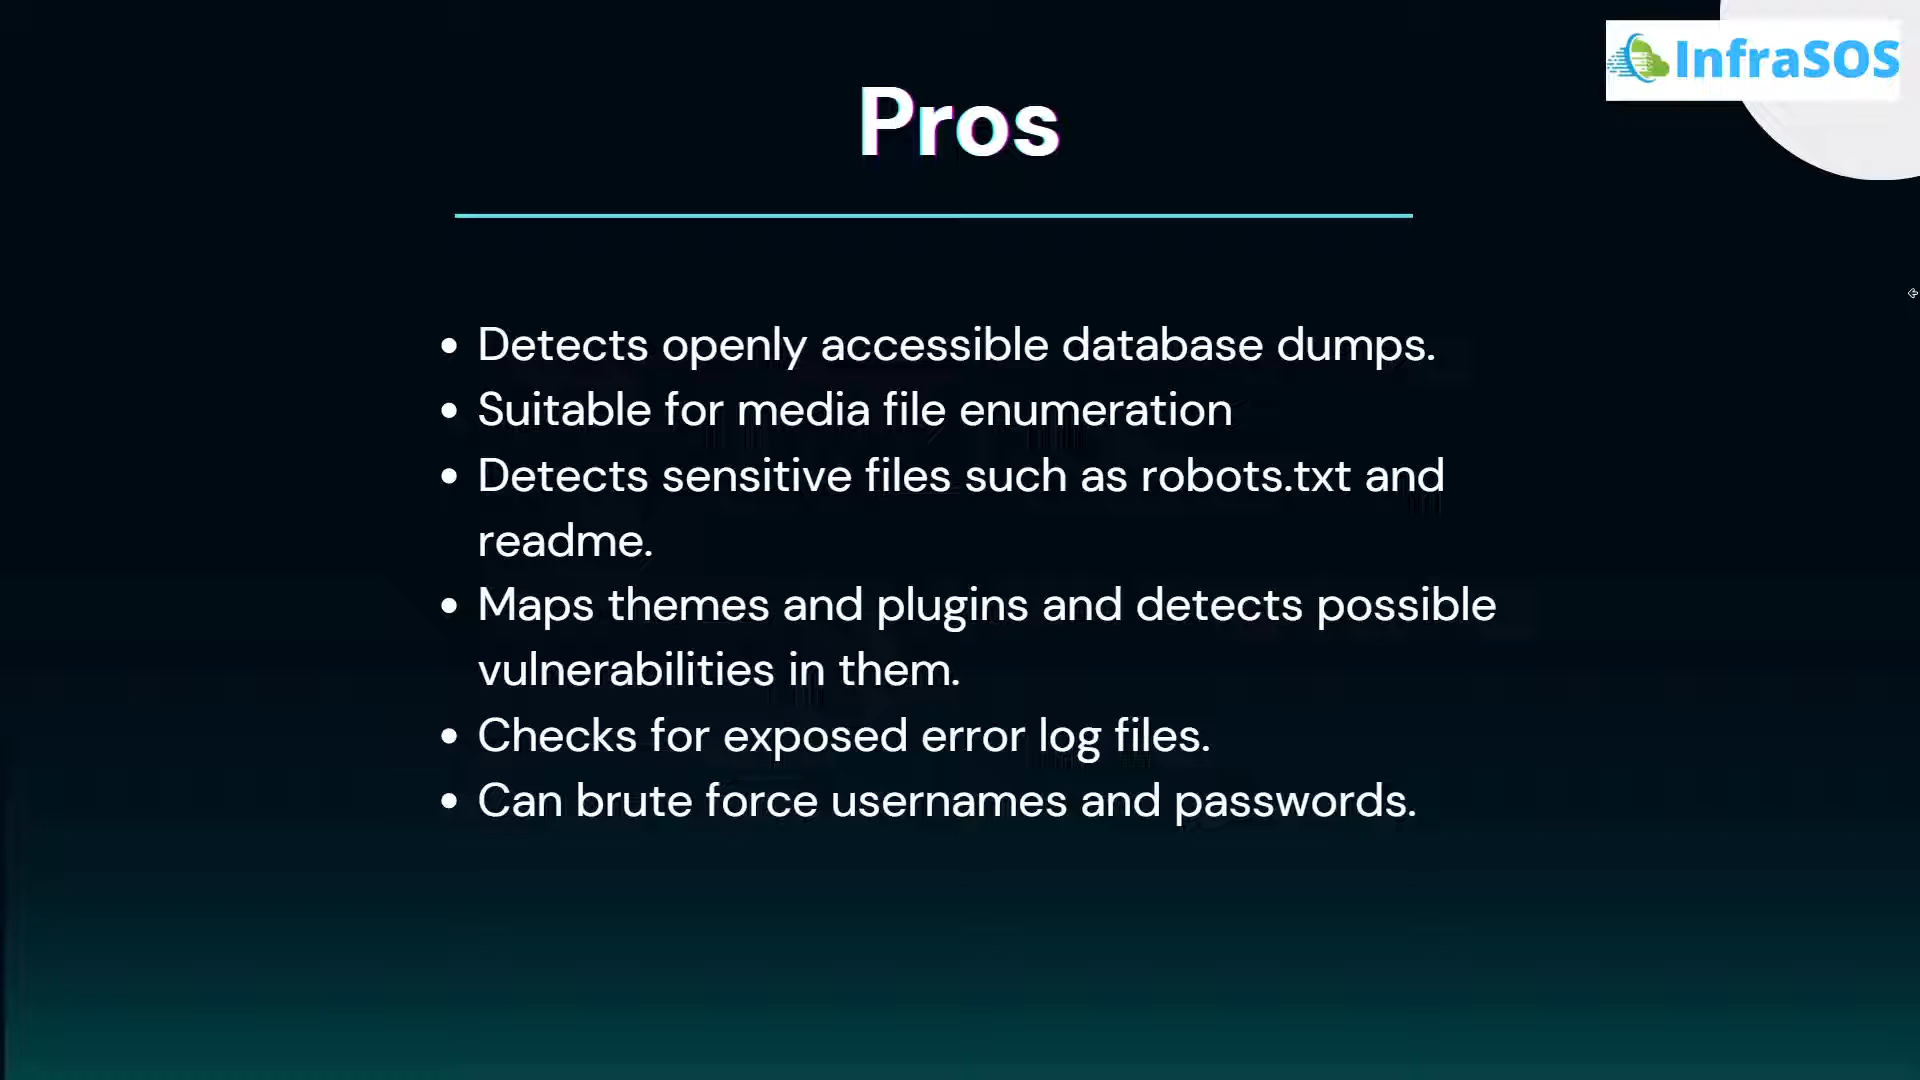 InfraSOS
Pros
• Detects openly accessible database dumps.
• Suitable for media file enumeration
• Detects sensitive files such as robots.txt and
readme.
• Maps themes and plugins and detects possible
vulnerabilities in them.
• Checks for exposed error log files.
• Can brute force usernames and passwords.